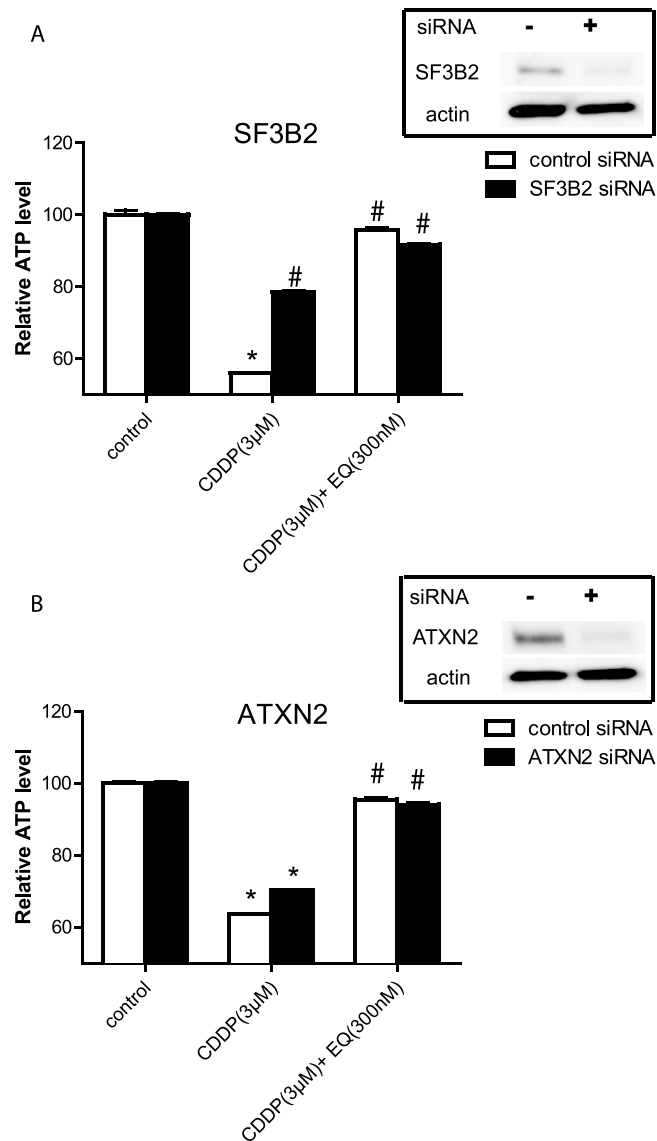 A
siRNA - +
SF3B2
actin
SF3B2
control siRNA
SF3B2 siRNA
Relative ATP level
120
100
80
60
* # # #
control
CDDP(3μM)
CDDP(3μM)+ EQ(300nM)
B
siRNA - +
ATXN2
actin
ATXN2
control siRNA
ATXN2 siRNA
Relative ATP level
120
100
80
60
* * # #
control
CDDP(3μM)
CDDP(3μM)+ EQ(300nM)